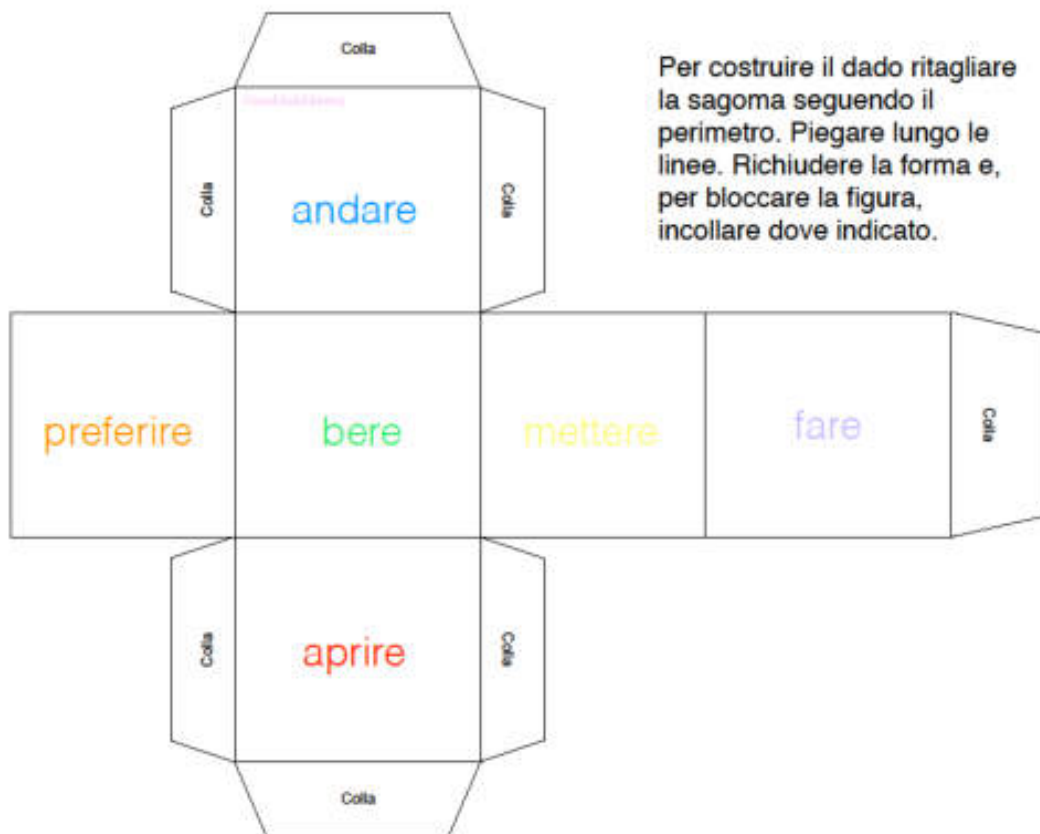 Colla
Per costruire il dado ritagliare
la sagoma seguendo il
perimetro. Piegare lungo le
linee. Richiudere la forma e,
per bloccare la figura,
incollare dove indicato.
Colla
andare
Colla
preferire
bere
mettere
fare
Colla
Colla
aprire
Colla
Colla